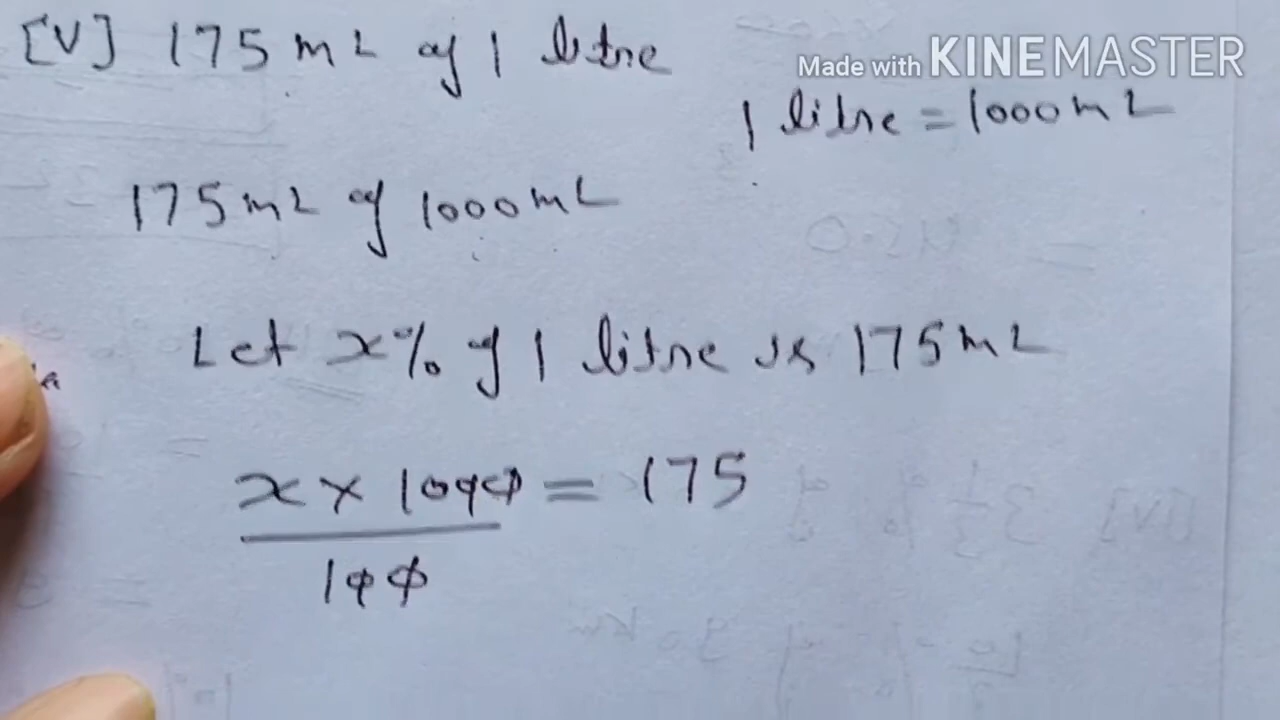 [V] 175 mL of 1 litre
Made with KINEMASTER
1 litre = 1000 mL
175 mL of 1000 mL
Let x% of 1 litre is 175 mL
x × 1000 = 175
100